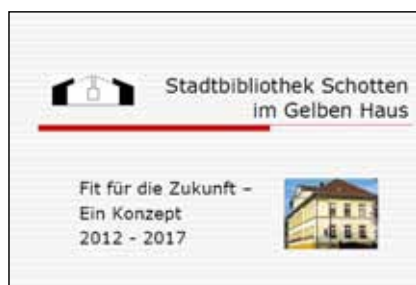 Stadtbibliothek Schotten
im Gelben Haus
Fit für die Zukunft –
Ein Konzept
2012 - 2017